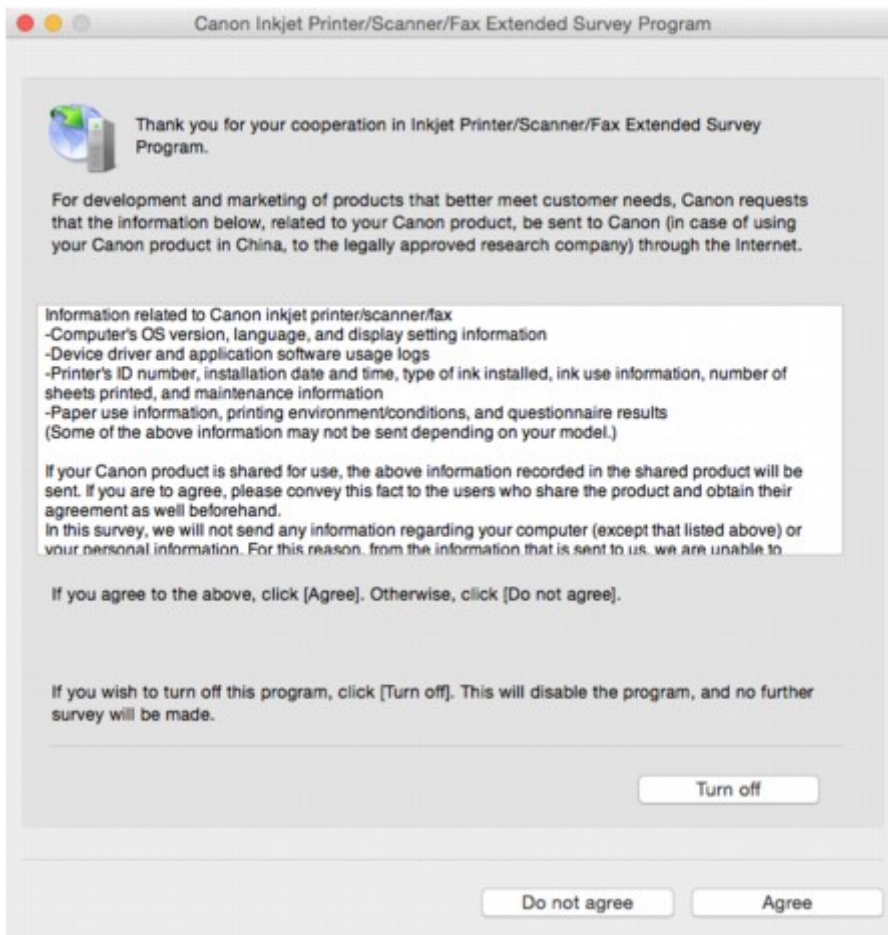 Canon Inkjet Printer/Scanner/Fax Extended Survey Program
Thank you for your cooperation in Inkjet Printer/Scanner/Fax Extended Survey
Program.
For development and marketing of products that better meet customer needs, Canon requests
that the information below, related to your Canon product, be sent to Canon (in case of using
your Canon product in China, to the legally approved research company) through the Internet.
Information related to Canon inkjet printer/scanner/fax
-Computer's OS version, language, and display setting information
-Device driver and application software usage logs
-Printer's ID number, installation date and time, type of ink installed, ink use information, number of
sheets printed, and maintenance information
-Paper use information, printing environment/conditions, and questionnaire results
(Some of the above information may not be sent depending on your model.)
If your Canon product is shared for use, the above information recorded in the shared product will be
sent. If you are to agree, please convey this fact to the users who share the product and obtain their
agreement as well beforehand.
In this survey, we will not send any information regarding your computer (except that listed above) or
your personal information. For this reason, from the information that is sent to us, we are unable to
If you agree to the above, click [Agree]. Otherwise, click [Do not agree].
If you wish to turn off this program, click [Turn off]. This will disable the program, and no further
survey will be made.
Turn off
Do not agree
Agree